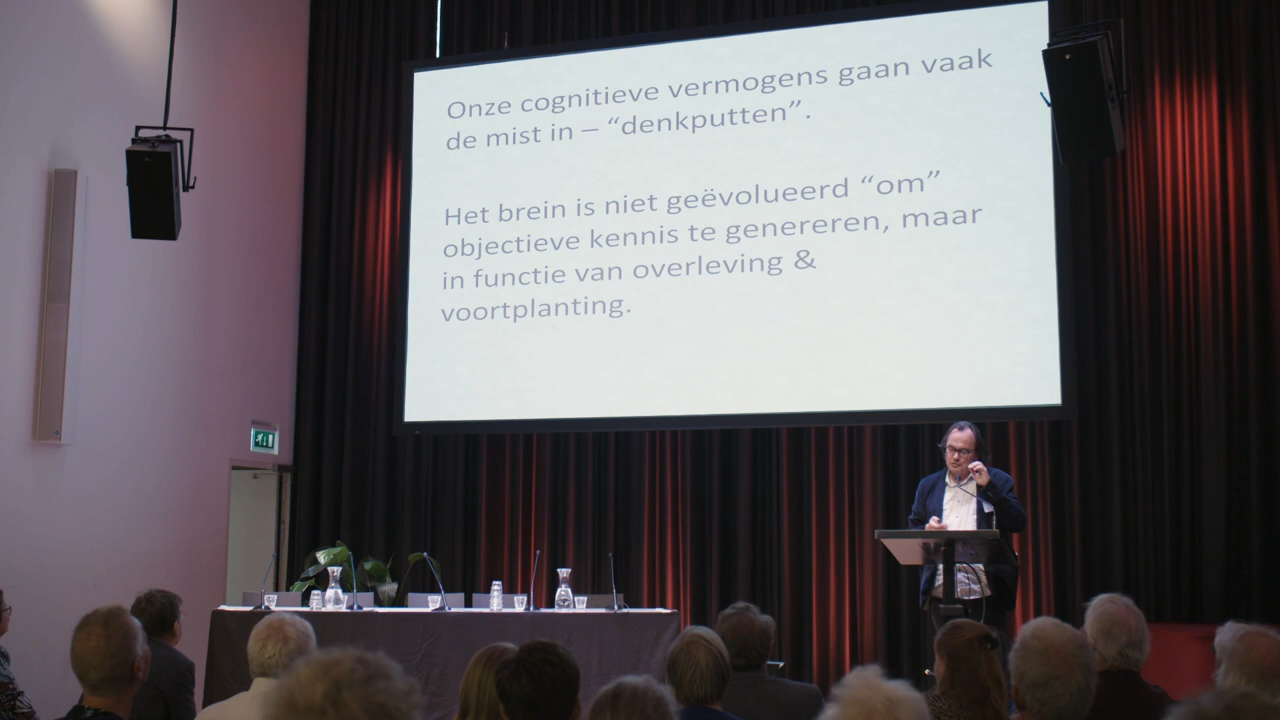 Onze cognitieve vermogens gaan vaak
de mist in – “denkputten”.
Het brein is niet geëvolueerd “om”
objectieve kennis te genereren, maar
in functie van overleving &
voortplanting.